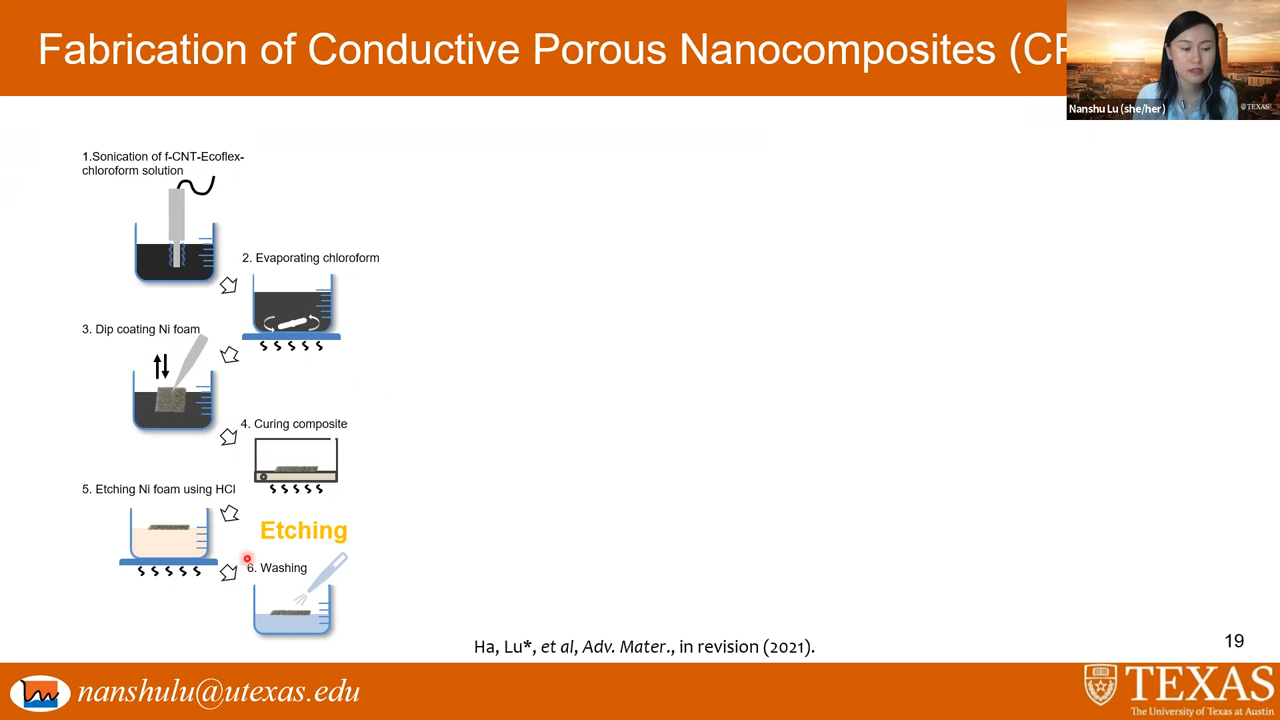 Fabrication of Conductive Porous Nanocomposites (CP
Nanshu Lu (she/her)
TEXAS
1.Sonication of f-CNT-Ecoflex-
chloroform solution
2. Evaporating chloroform
3. Dip coating Ni foam
4. Curing composite
5. Etching Ni foam using HCl
Etching
6. Washing
Ha, Lu*, et al, Adv. Mater., in revision (2021).
19
nanshulu@utexas.edu
TEXAS
The University of Texas at Austin